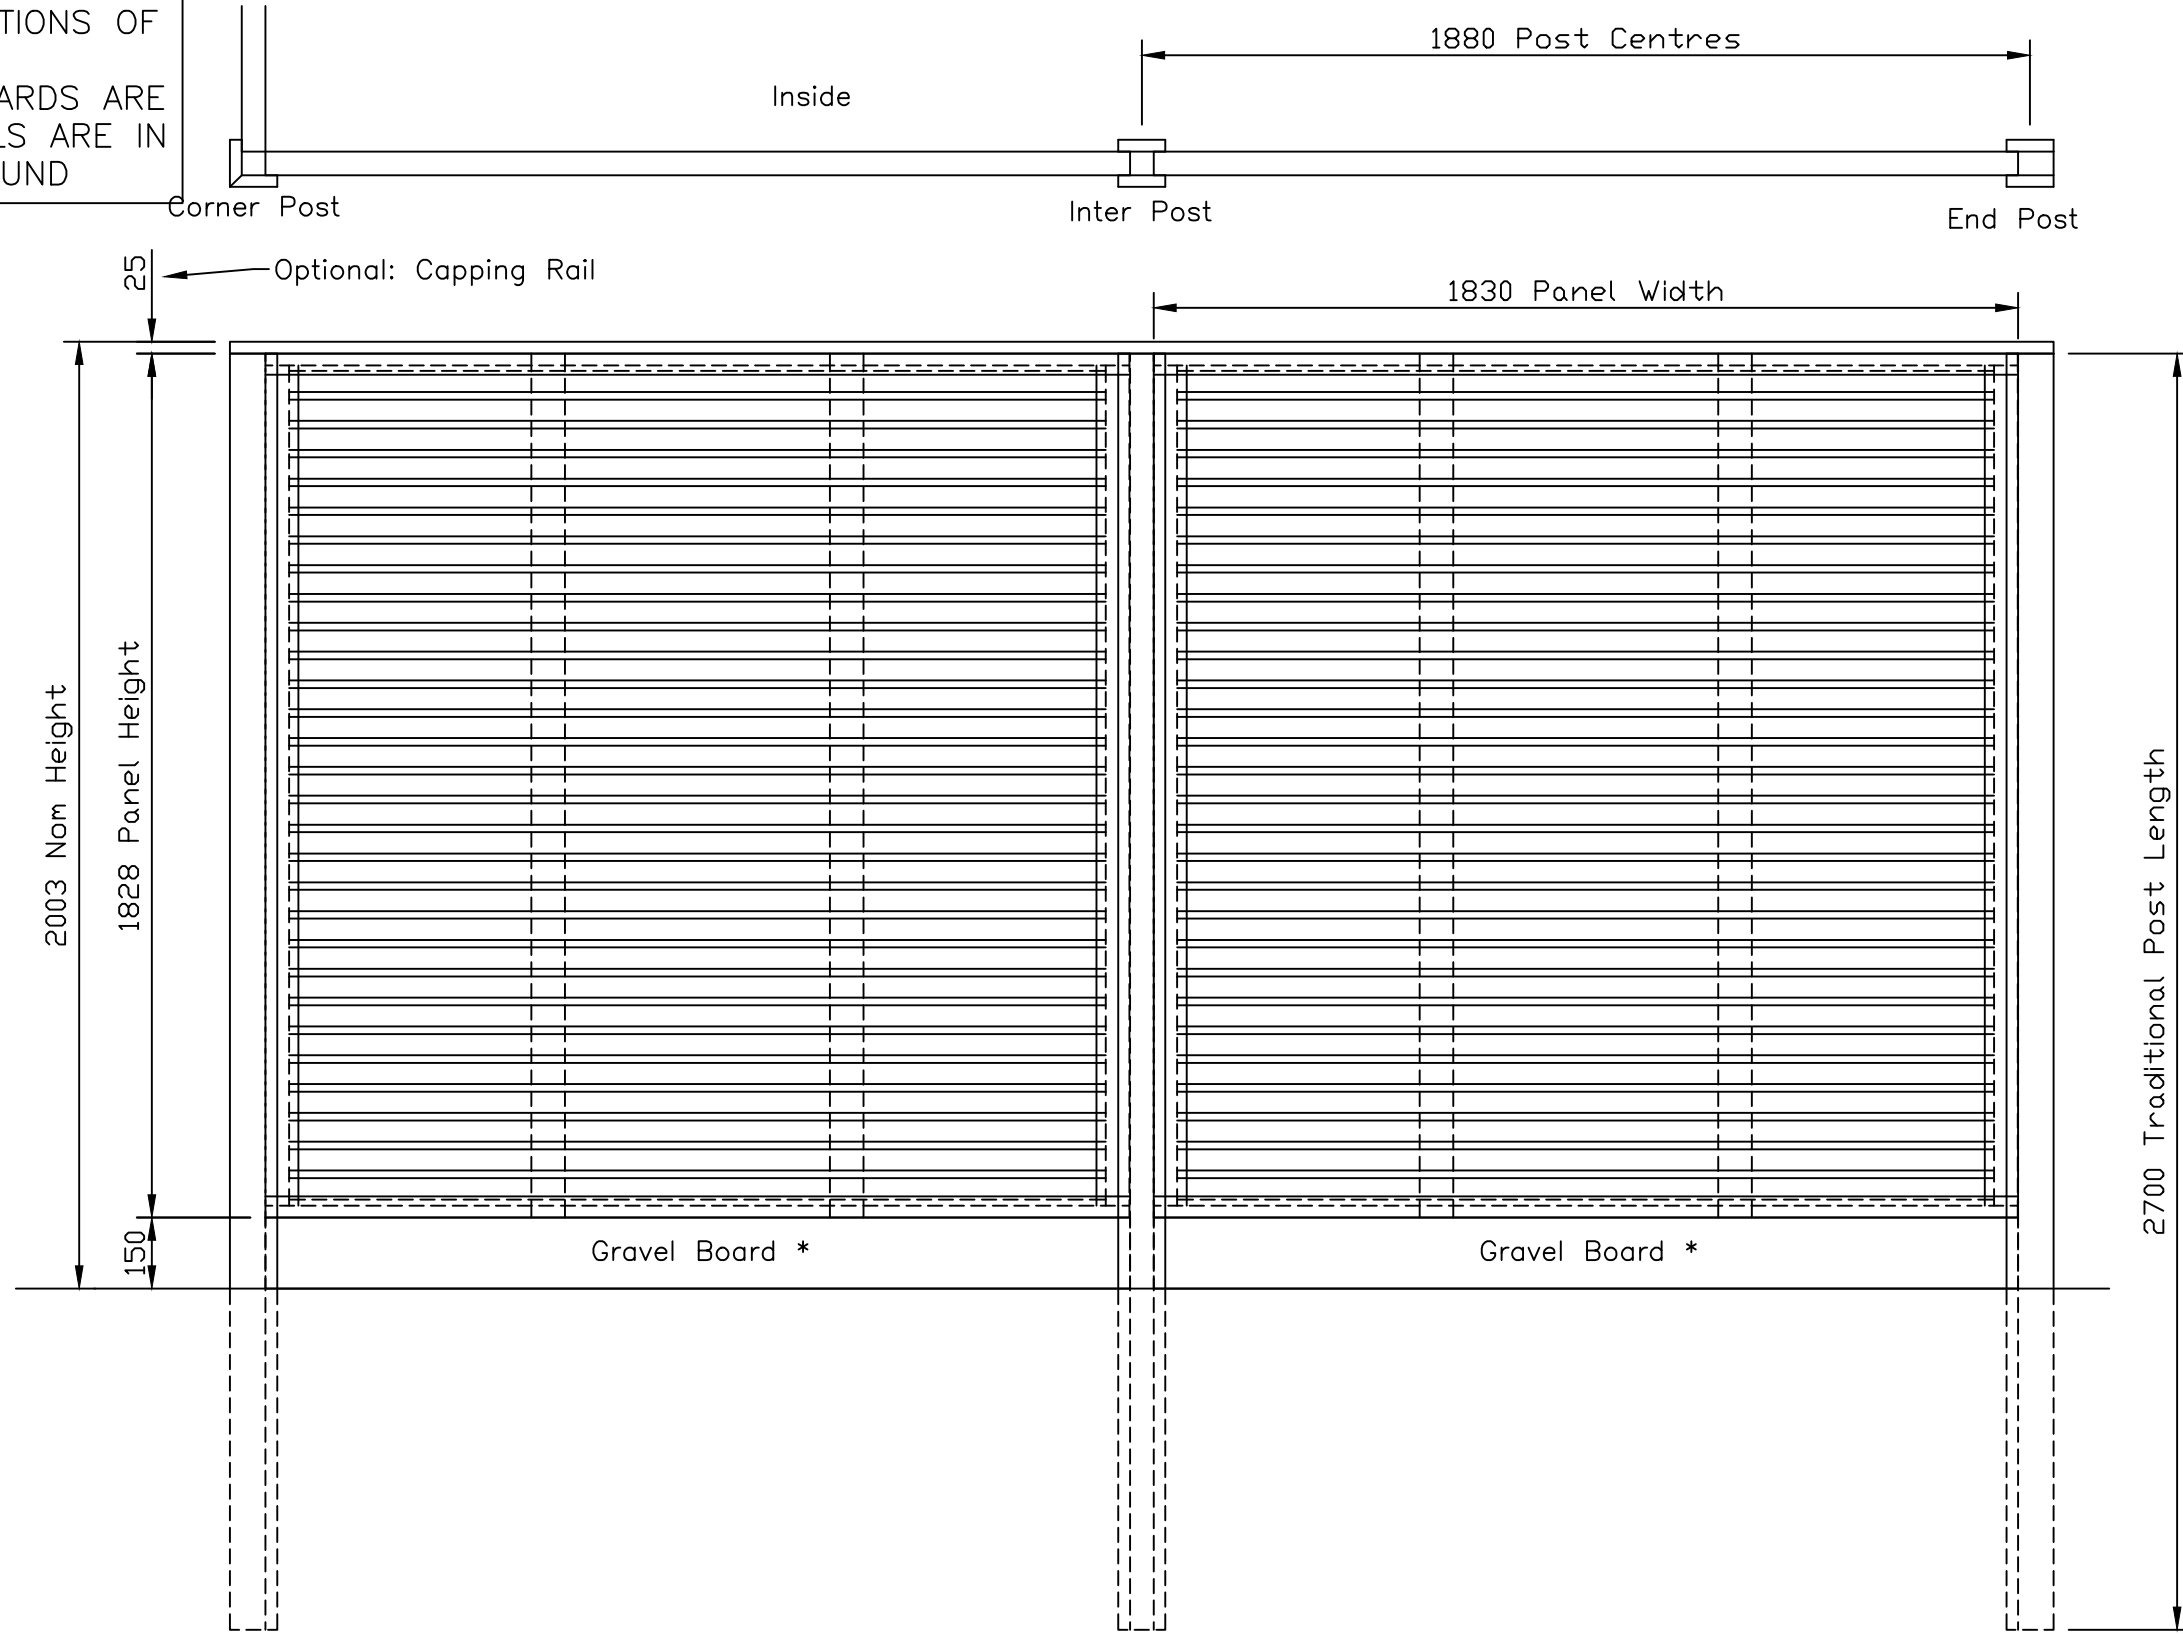 TIONS OF
ARDS ARE
LS ARE IN
UND
1880 Post Centres
Inside
Corner Post
Inter Post
End Post
25
Optional: Capping Rail
1830 Panel Width
2003 Nom Height
1828 Panel Height
150
2700 Traditional Post Length
Gravel Board *
Gravel Board *